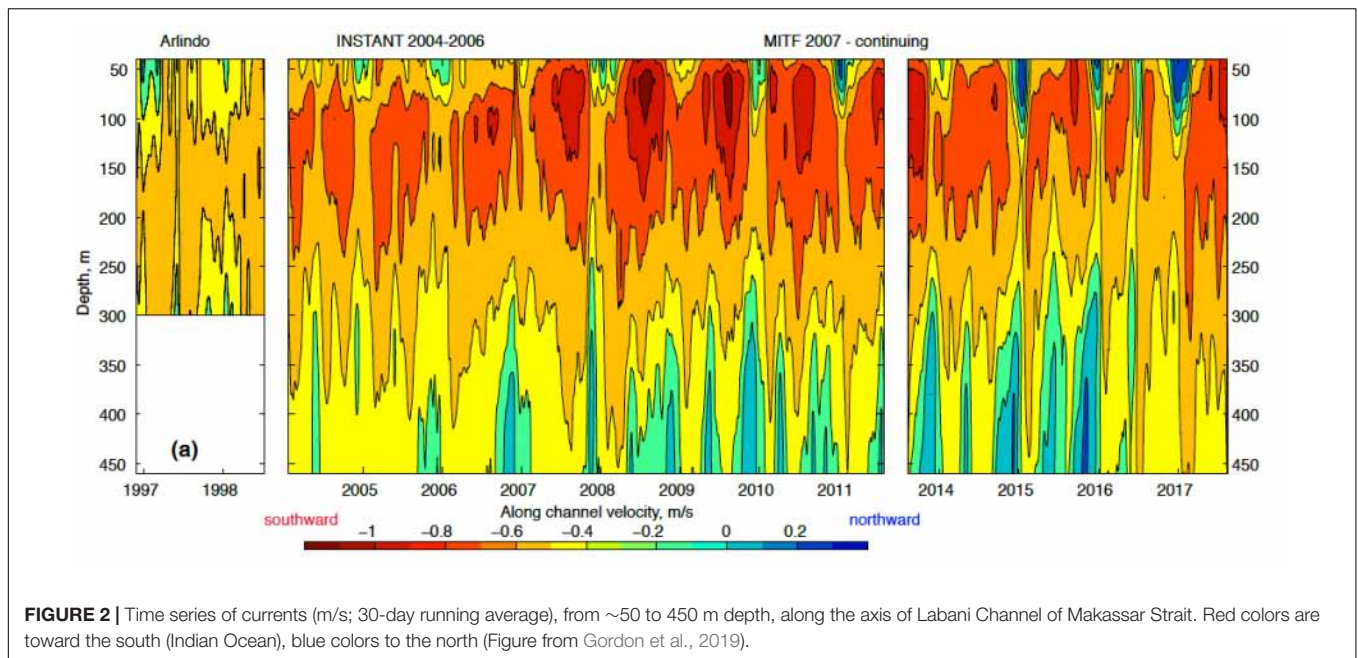 Arlindo INSTANT 2004-2006 MITF 2007 - continuing
50 50
100 100
150 150
200 200
250 250
300 300
350 350
400 400
450 450
Depth, m
(a)
1997 1998 2005 2006 2007 2008 2009 2010 2011 2014 2015 2016 2017
southward Along channel velocity, m/s northward
−1 −0.8 −0.6 −0.4 −0.2 0 0.2
FIGURE 2 | Time series of currents (m/s; 30-day running average), from ∼50 to 450 m depth, along the axis of Labani Channel of Makassar Strait. Red colors are
toward the south (Indian Ocean), blue colors to the north (Figure from Gordon et al., 2019).